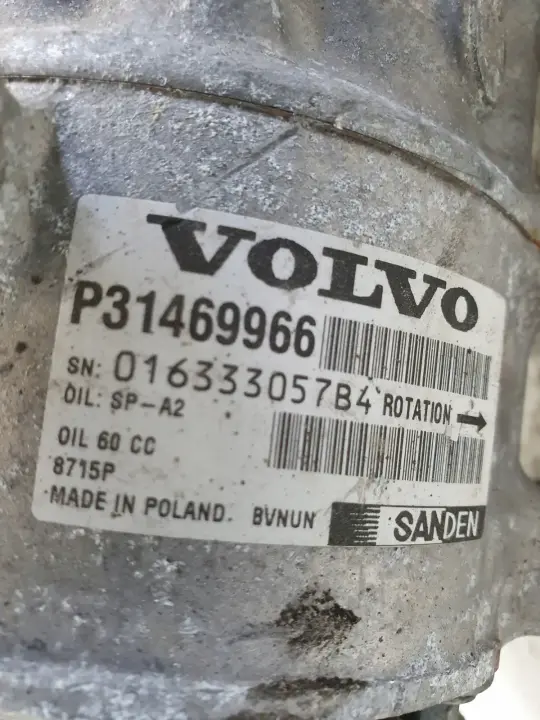 VOLVO
P31469966
SN: 016333057B4 ROTATION →
OIL: SP-A2
OIL 60 CC
8715P
MADE IN POLAND. BVNUN SANDEN